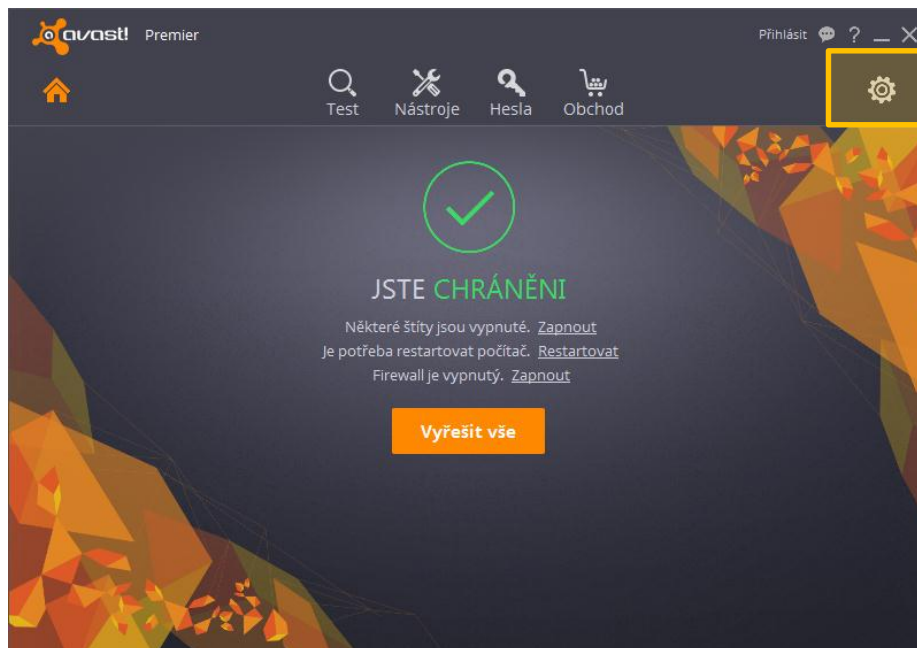 avast! Premier
Přihlásit ?
Test Nástroje Hesla Obchod
JSTE CHRÁNĚNI
Některé štíty jsou vypnuté. Zapnout
Je potřeba restartovat počítač. Restartovat
Firewall je vypnutý. Zapnout
Vyřešit vše